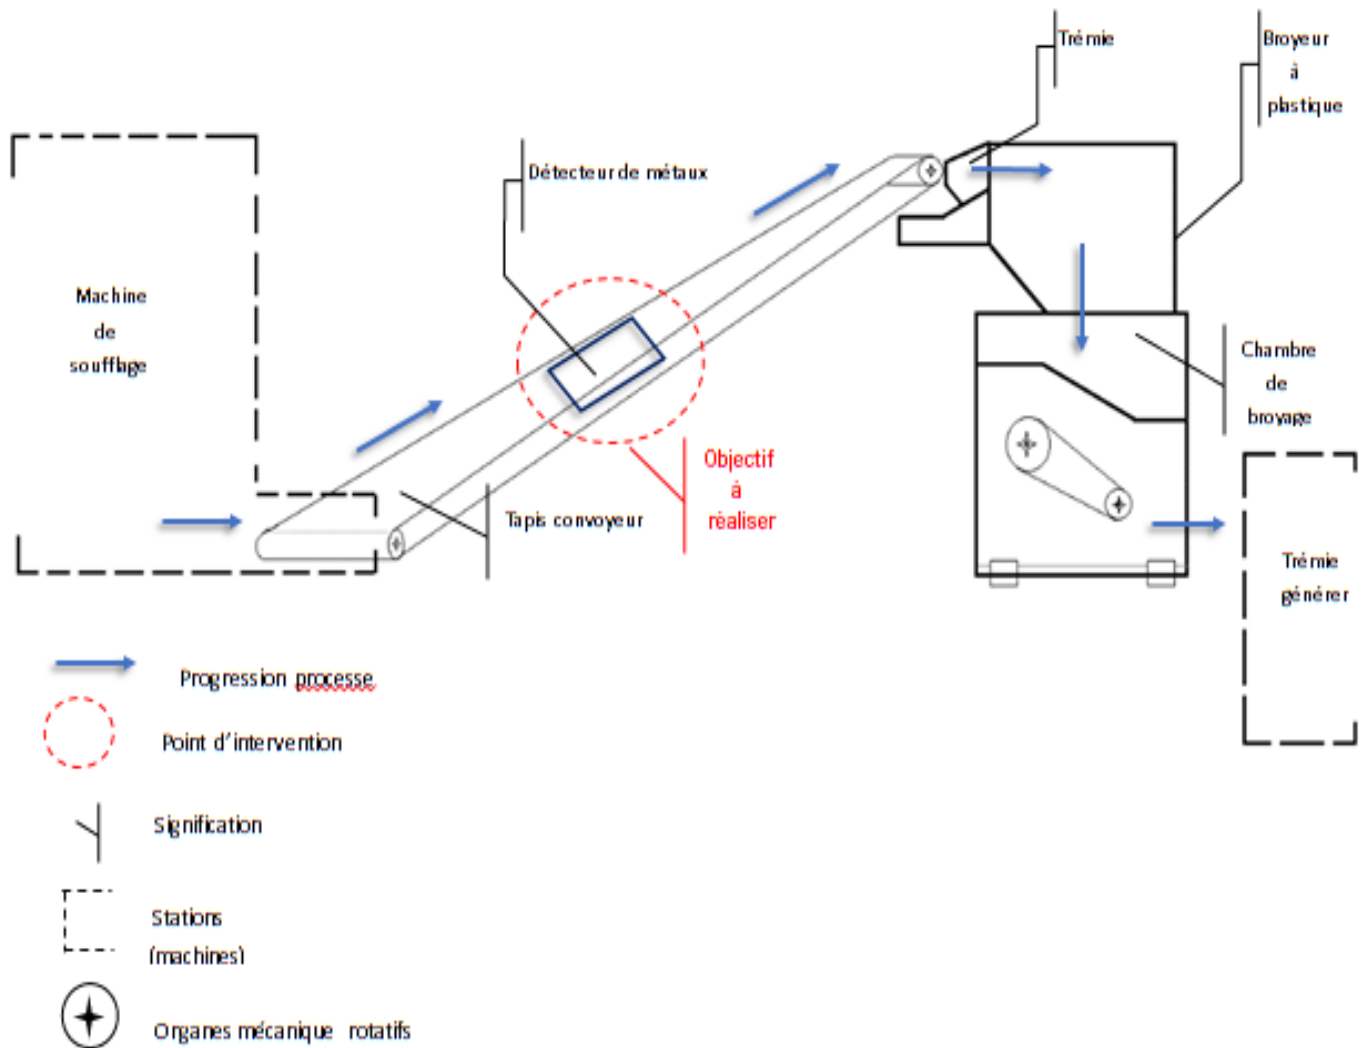 Trémie
Broyeur
à
plastique
Détecteur de métaux
Machine
de
soufflage
Chambre
de
broyage
Objectif
à
réaliser
Tapis convoyeur
Trémie
générer
Progression processe
Point d'intervention
Signification
Stations
(machines)
Organes mécanique rotatifs